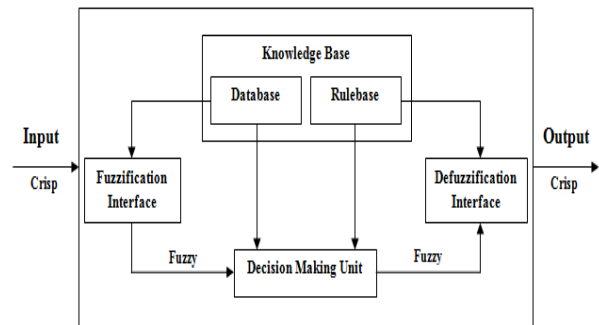 Knowledge Base
Database
Rulebase
Input
Crisp
Fuzzification
Interface
Defuzzification
Interface
Output
Crisp
Fuzzy
Decision Making Unit
Fuzzy